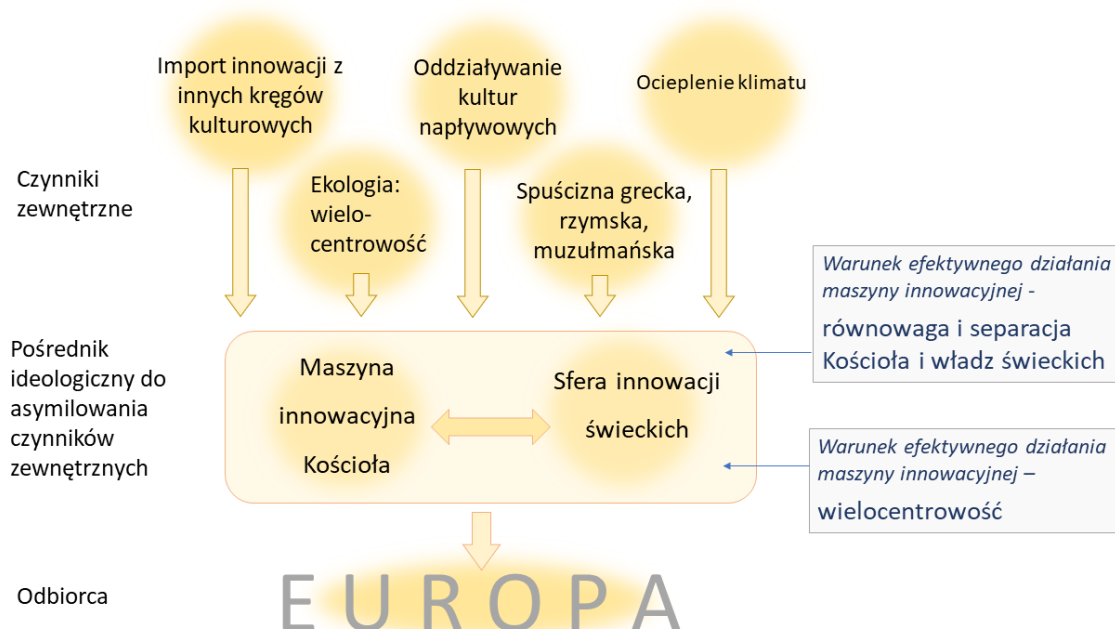 Import innowacji z
innych kręgów
kulturowych
Oddziaływanie
kultur
napływowych
Ocieplenie klimatu
Czynniki
zewnętrzne
Ekologia:
wielo-
centrowość
Spuścizna grecka,
rzymska,
muzułmańska
Warunek efektywnego działania
maszyny innowacyjnej -
równowaga i separacja
Kościoła i władz świeckich
Pośrednik
ideologiczny do
asymilowania
czynników
zewnętrznych
Maszyna
innowacyjna
Kościoła
Sfera innowacji
świeckich
Warunek efektywnego działania
maszyny innowacyjnej –
wielocentrowość
Odbiorca
EUROPA